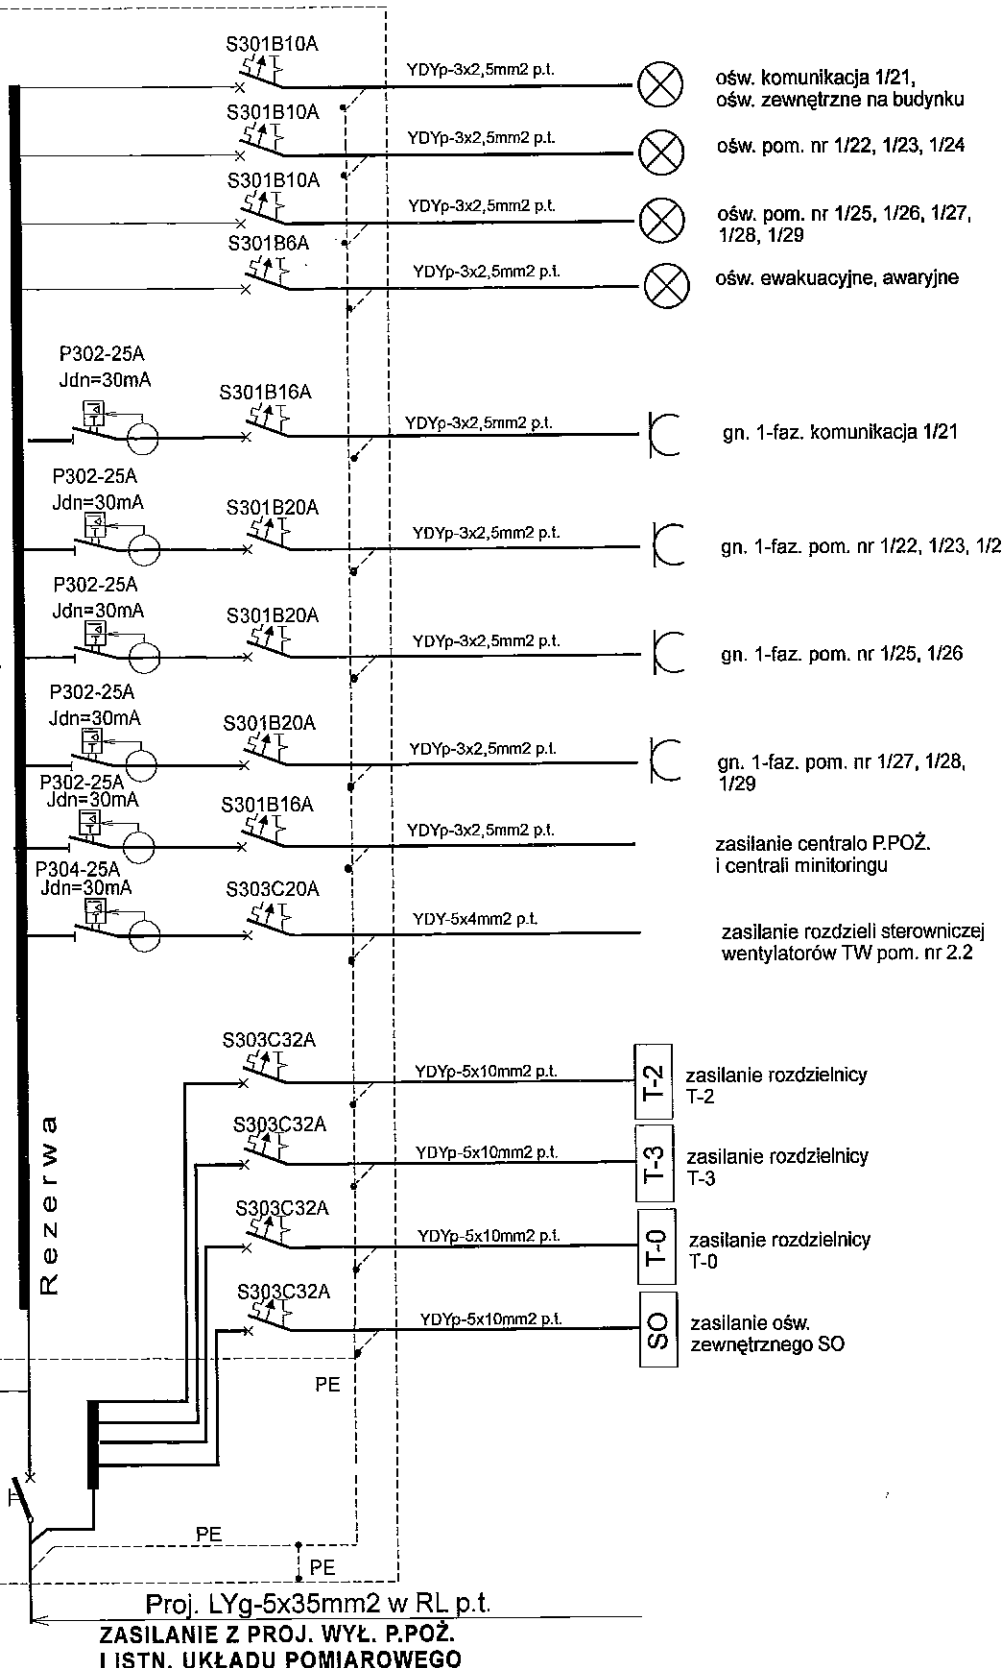 S301B10A
YDYp-3x2,5mm2 p.t.
ośw. komunikacja 1/21,
ośw. zewnętrzne na budynku
S301B10A
YDYp-3x2,5mm2 p.t.
ośw. pom. nr 1/22, 1/23, 1/24
S301B10A
YDYp-3x2,5mm2 p.t.
ośw. pom. nr 1/25, 1/26, 1/27,
1/28, 1/29
S301B6A
YDYp-3x2,5mm2 p.t.
ośw. ewakuacyjne, awaryjne
P302-25A
Jdn=30mA
S301B16A
YDYp-3x2,5mm2 p.t.
gn. 1-faz. komunikacja 1/21
P302-25A
Jdn=30mA
S301B20A
YDYp-3x2,5mm2 p.t.
gn. 1-faz. pom. nr 1/22, 1/23, 1/2
P302-25A
Jdn=30mA
S301B20A
YDYp-3x2,5mm2 p.t.
gn. 1-faz. pom. nr 1/25, 1/26
P302-25A
Jdn=30mA
S301B20A
YDYp-3x2,5mm2 p.t.
gn. 1-faz. pom. nr 1/27, 1/28,
1/29
P302-25A
Jdn=30mA
S301B16A
YDYp-3x2,5mm2 p.t.
zasilanie centralo P.POŻ.
i centrali minitoringu
P304-25A
Jdn=30mA
S303C20A
YDY-5x4mm2 p.t.
zasilanie rozdzieli sterowniczej
wentylatorów TW pom. nr 2.2
S303C32A
YDYp-5x10mm2 p.t.
T-2
zasilanie rozdzielnicy
T-2
S303C32A
YDYp-5x10mm2 p.t.
T-3
zasilanie rozdzielnicy
T-3
S303C32A
YDYp-5x10mm2 p.t.
T-0
zasilanie rozdzielnicy
T-0
S303C32A
YDYp-5x10mm2 p.t.
SO
zasilanie ośw.
zewnętrznego SO
Rezerwa
PE
PE
PE
Proj. LYg-5x35mm2 w RL p.t.
ZASILANIE Z PROJ. WYŁ. P.POŻ.
I ISTN. UKŁADU POMIAROWEGO